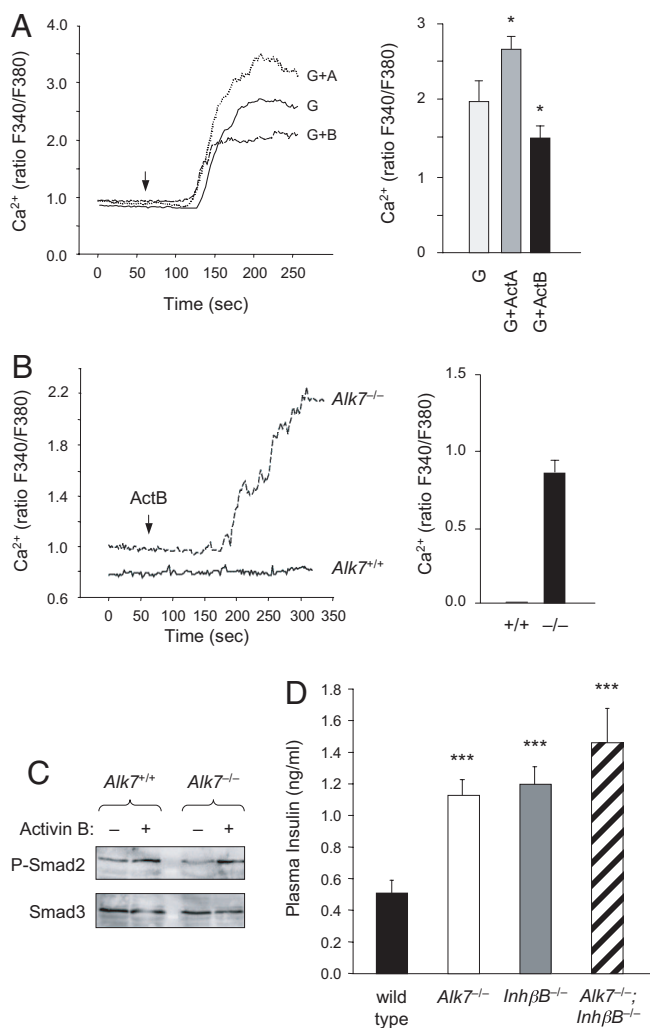 A
Ca2+ (ratio F340/F380)
4.0
3.0
2.0
1.0
0.0
G+A
G
G+B
0 50 100 150 200 250
Time (sec)
Ca2+ (ratio F340/F380)
3
2
1
0
*
*
G
G+ActA
G+ActB
B
Ca2+ (ratio F340/F380)
2.2
1.8
1.4
1.0
0.6
ActB
Alk7–/–
Alk7+/+
0 50 100 150 200 250 300 350
Time (sec)
Ca2+ (ratio F340/F380)
1.5
1.0
0.5
0.0
+/+ –/–
C
Alk7+/+ Alk7–/–
Activin B: – + – +
P-Smad2
Smad3
D
Plasma Insulin (ng/ml)
1.8
1.6
1.4
1.2
1.0
0.8
0.6
0.4
0.2
0.0
***
***
***
wild type
Alk7–/–
InhβB–/–
Alk7–/–;
InhβB–/–